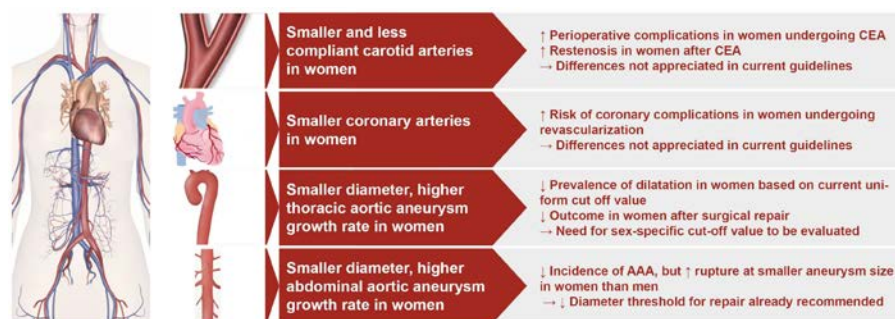 Smaller and less
compliant carotid arteries
in women
↑ Perioperative complications in women undergoing CEA
↑ Restenosis in women after CEA
→ Differences not appreciated in current guidelines
Smaller coronary arteries
in women
↑ Risk of coronary complications in women undergoing
revascularization
→ Differences not appreciated in current guidelines
Smaller diameter, higher
thoracic aortic aneurysm
growth rate in women
↓ Prevalence of dilatation in women based on current uni-
form cut off value
↓ Outcome in women after surgical repair
→ Need for sex-specific cut-off value to be evaluated
Smaller diameter, higher
abdominal aortic aneurysm
growth rate in women
↓ Incidence of AAA, but ↑ rupture at smaller aneurysm size
in women than men
→ ↓ Diameter threshold for repair already recommended